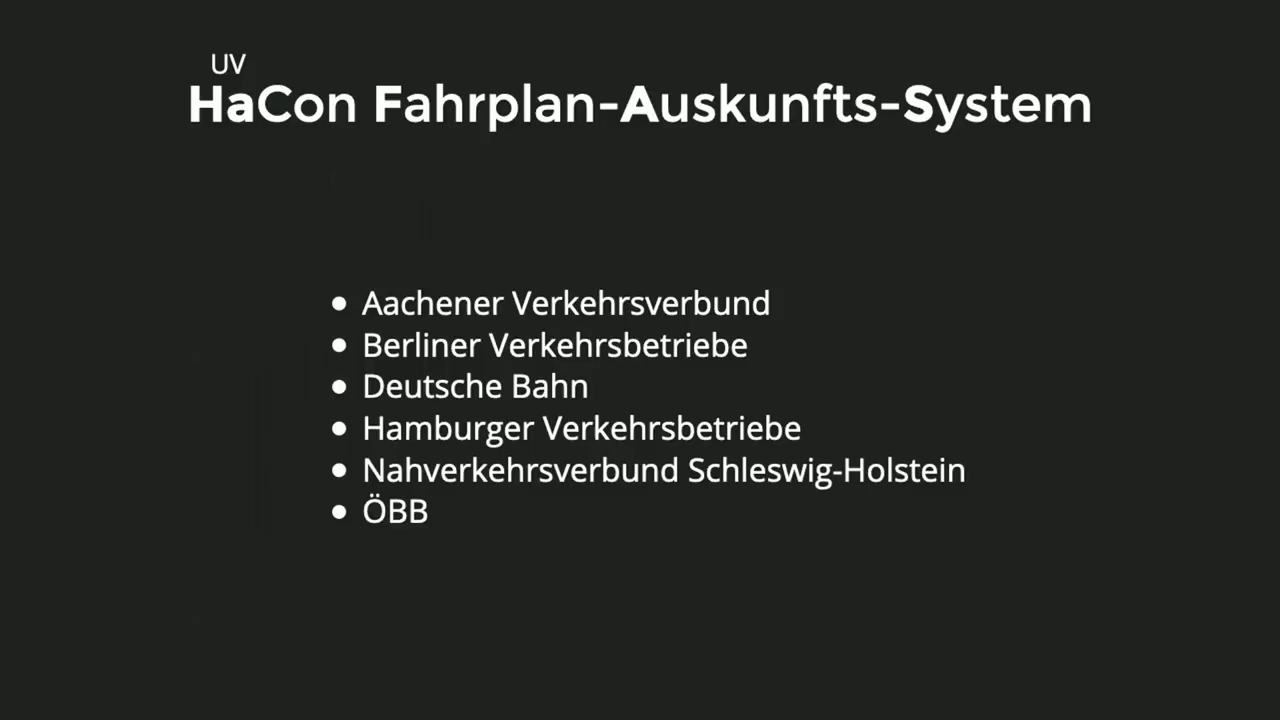 UV
HaCon Fahrplan-Auskunfts-System
• Aachener Verkehrsverbund
• Berliner Verkehrsbetriebe
• Deutsche Bahn
• Hamburger Verkehrsbetriebe
• Nahverkehrsverbund Schleswig-Holstein
• ÖBB